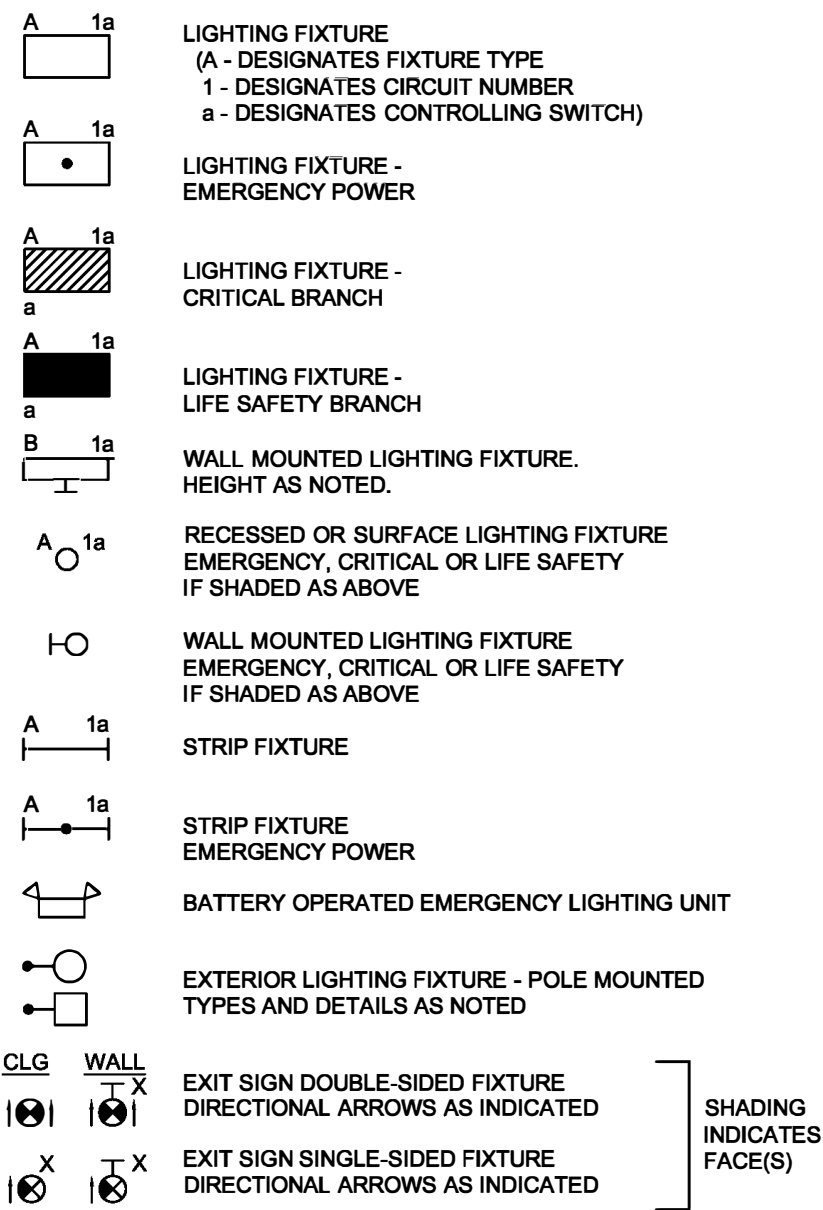 A 1a
LIGHTING FIXTURE
(A - DESIGNATES FIXTURE TYPE
1 - DESIGNATES CIRCUIT NUMBER
a - DESIGNATES CONTROLLING SWITCH)
A 1a
LIGHTING FIXTURE -
EMERGENCY POWER
A 1a
LIGHTING FIXTURE -
CRITICAL BRANCH
a
A 1a
LIGHTING FIXTURE -
LIFE SAFETY BRANCH
a
B 1a
WALL MOUNTED LIGHTING FIXTURE.
HEIGHT AS NOTED.
A 1a
RECESSED OR SURFACE LIGHTING FIXTURE
EMERGENCY, CRITICAL OR LIFE SAFETY
IF SHADED AS ABOVE
WALL MOUNTED LIGHTING FIXTURE
EMERGENCY, CRITICAL OR LIFE SAFETY
IF SHADED AS ABOVE
A 1a
STRIP FIXTURE
A 1a
STRIP FIXTURE
EMERGENCY POWER
BATTERY OPERATED EMERGENCY LIGHTING UNIT
EXTERIOR LIGHTING FIXTURE - POLE MOUNTED
TYPES AND DETAILS AS NOTED
CLG WALL
X
EXIT SIGN DOUBLE-SIDED FIXTURE
DIRECTIONAL ARROWS AS INDICATED
X X
EXIT SIGN SINGLE-SIDED FIXTURE
DIRECTIONAL ARROWS AS INDICATED
SHADING
INDICATES
FACE(S)